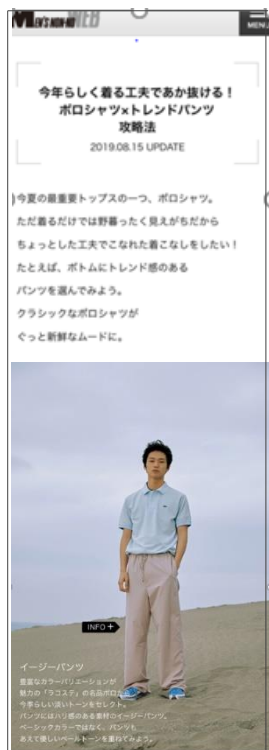 MEN'S NON-NO WEB
MENU
今年らしく着る工夫であか抜ける！
ポロシャツ×トレンドパンツ
攻略法
2019.08.15 UPDATE
今夏の最重要トップスの一つ、ポロシャツ。
ただ着るだけでは野暮ったく見えがちだから
ちょっとした工夫でこなれた着こなしをしたい！
たとえば、ボトムにトレンド感のある
パンツを選んでみよう。
クラシックなポロシャツが
ぐっと新鮮なムードに。
INFO＋
イージーパンツ
豊富なカラーバリエーションが
魅力の「ラコステ」の名品ポロだ
今季らしい淡いトーンをセレクト。
パンツにはハリ感のある素材のイージーパンツ。
ベーシックカラーではなく、パンツも
あえて優しいペールトーンを重ねてみよう。